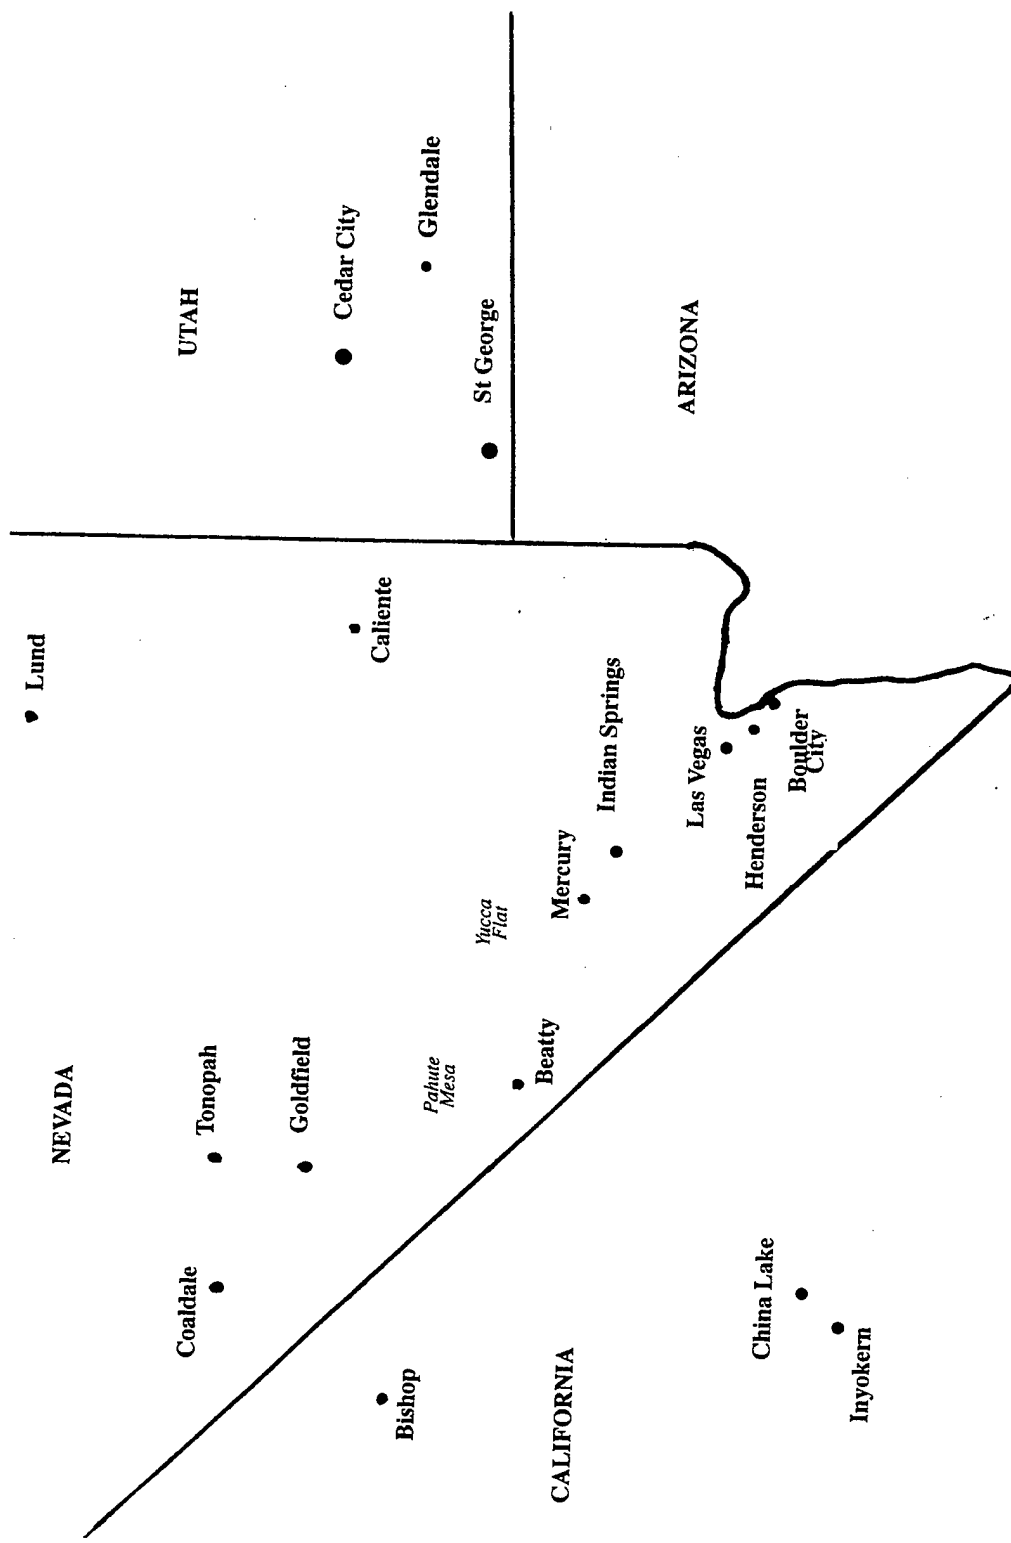 Lund
NEVADA
UTAH
Tonopah
Coaldale
Goldfield
Cedar City
Caliente
Glendale
Bishop
Pahute
Mesa
St George
Yucca
Flat
Beatty
Mercury
CALIFORNIA
Indian Springs
ARIZONA
Las Vegas
Henderson
Boulder
City
China Lake
Inyokern